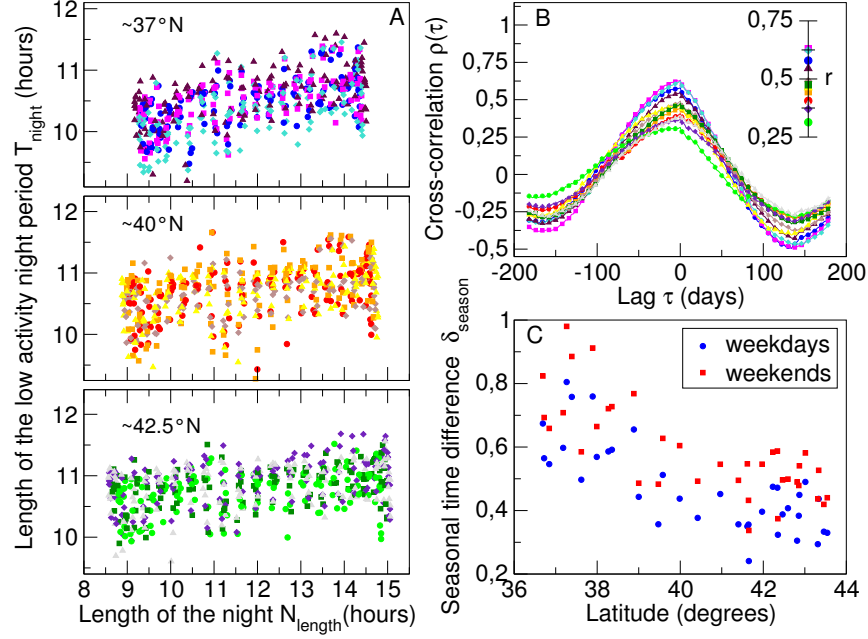 A
~37°N
12
11
10
~40°N
12
11
10
~42.5°N
12
11
10
8 9 10 11 12 13 14 15
Length of the night N_length(hours)
Length of the low activity night period T_night (hours)
B
1
0,75
0,5
0,25
0
-0,25
-0,5
Cross-correlation ρ(τ)
-200 -100 0 100 200
Lag τ (days)
0,75
0,5 r
0,25
C
1
0,8
0,6
0,4
0,2
Seasonal time difference δ_season
weekdays
weekends
36 38 40 42 44
Latitude (degrees)